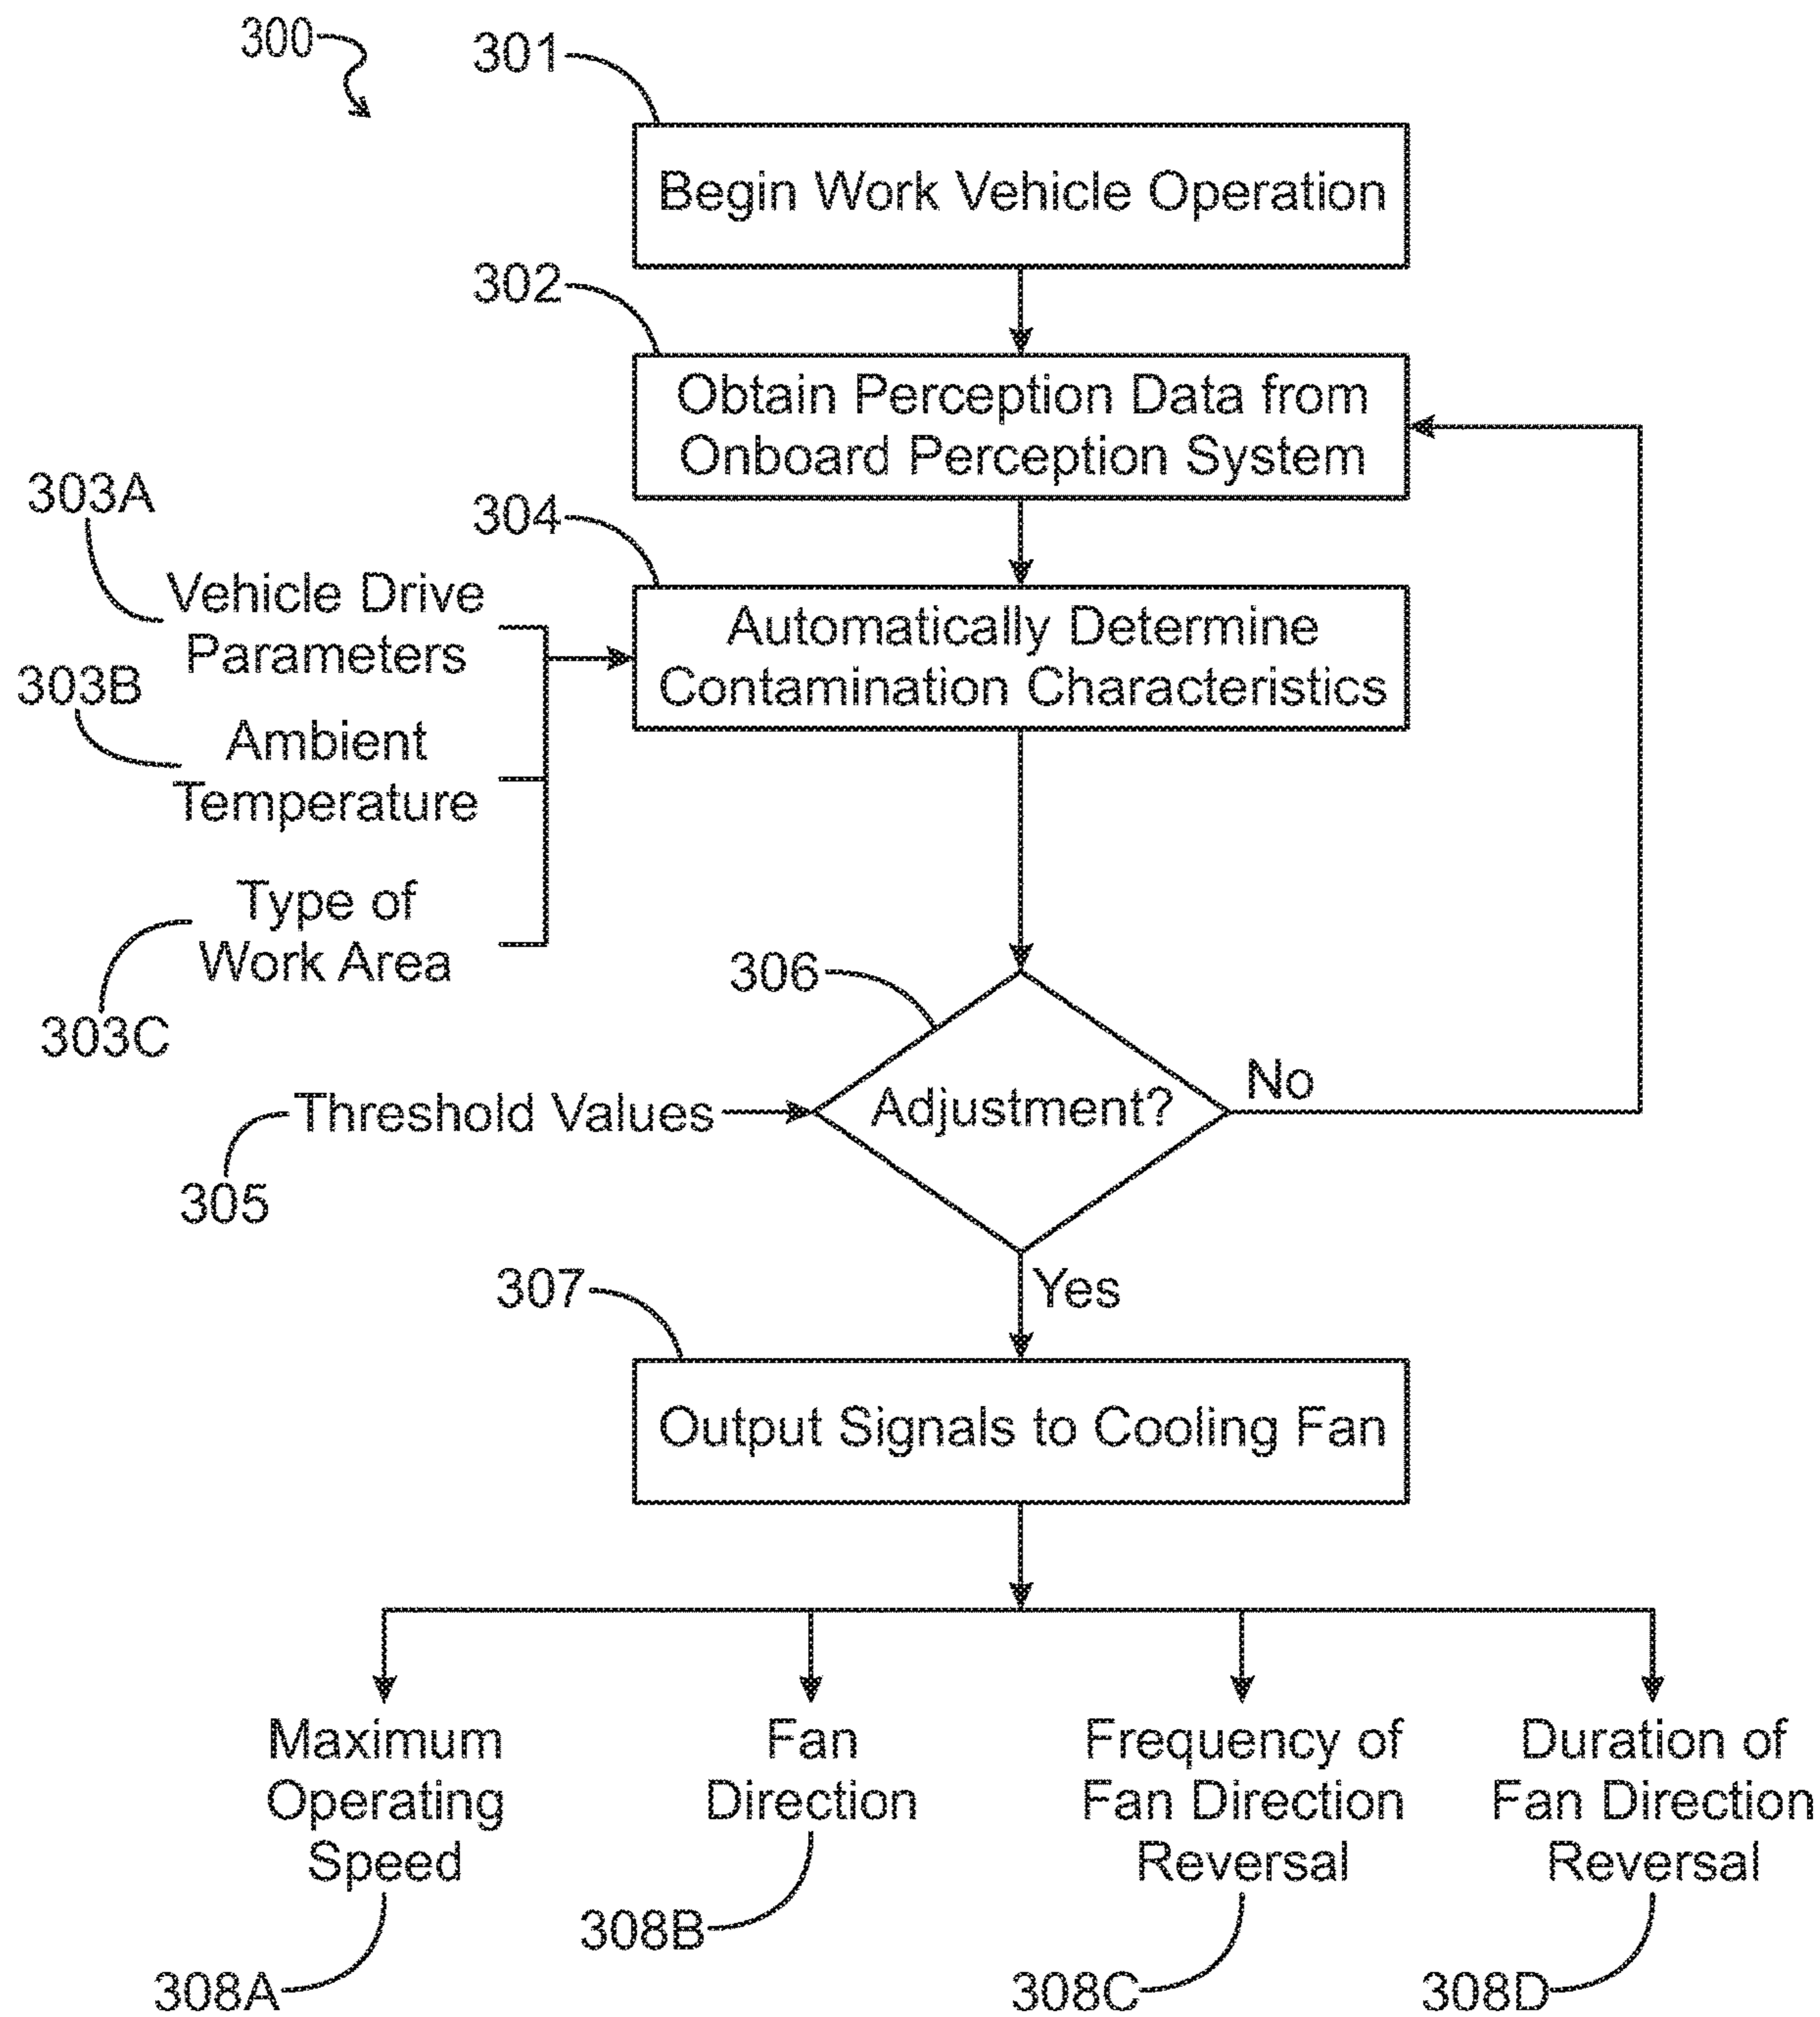 300
301
Begin Work Vehicle Operation
302
Obtain Perception Data from
Onboard Perception System
303A
Vehicle Drive
Parameters
303B
Ambient
Temperature
303C
Type of
Work Area
304
Automatically Determine
Contamination Characteristics
305
Threshold Values
306
Adjustment?
No
Yes
307
Output Signals to Cooling Fan
Maximum
Operating
Speed
308A
Fan
Direction
308B
Frequency of
Fan Direction
Reversal
308C
Duration of
Fan Direction
Reversal
308D